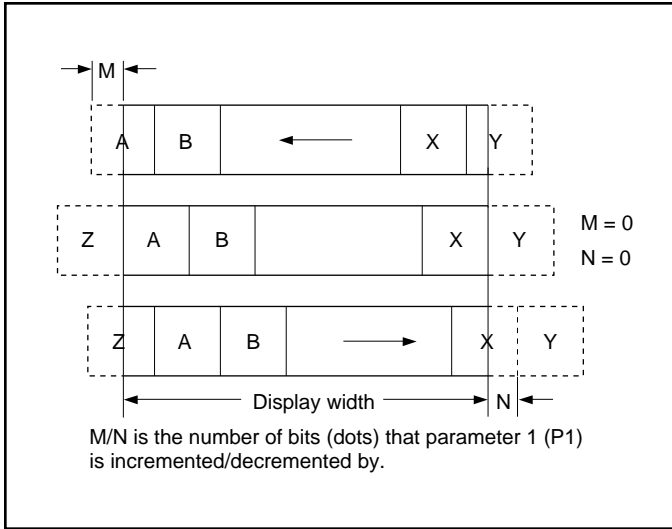 M
A B X Y
Z A B X Y
M = 0
N = 0
Z A B X Y
Display width N
M/N is the number of bits (dots) that parameter 1 (P1)
is incremented/decremented by.